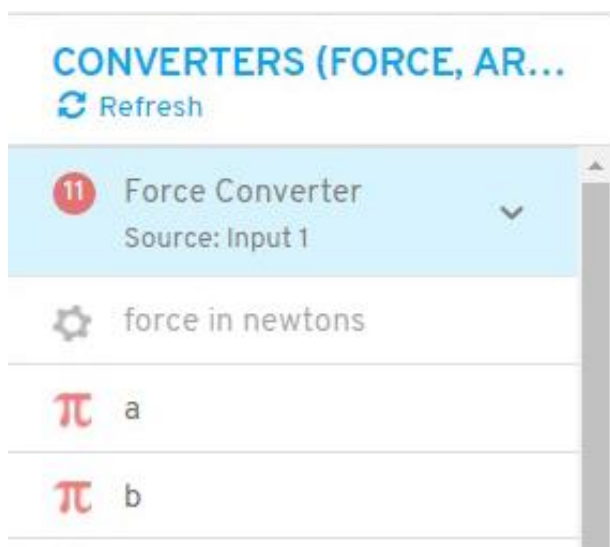 CONVERTERS (FORCE, AR...
Refresh
11
Force Converter
Source: Input 1
force in newtons
π a
π b